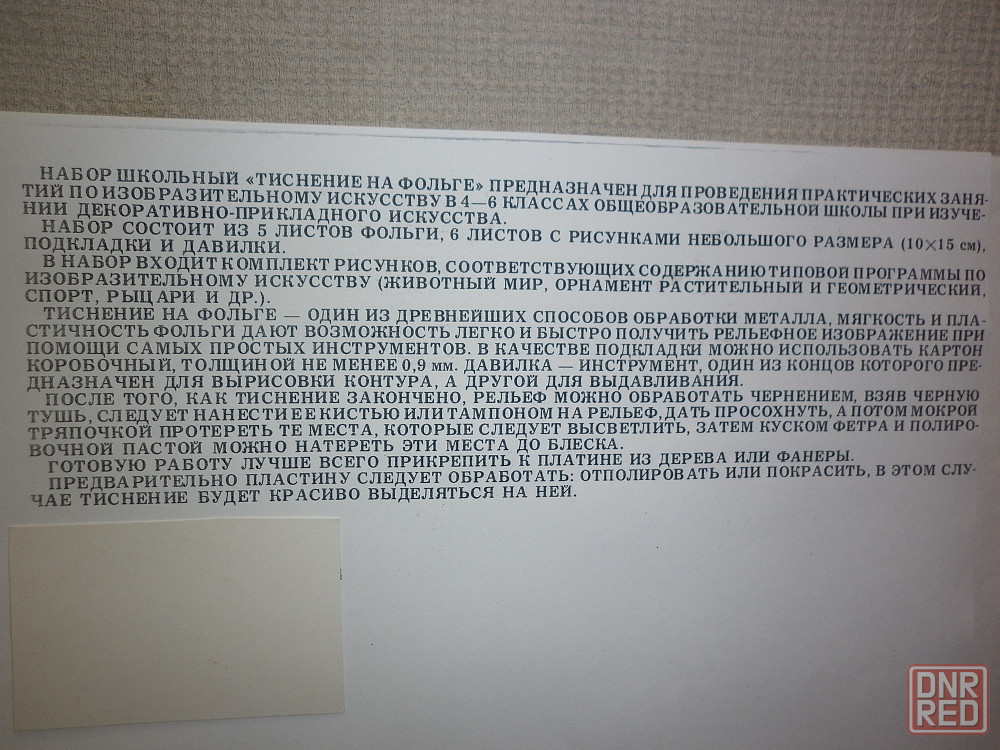 НАБОР ШКОЛЬНЫЙ «ТИСНЕНИЕ НА ФОЛЬГЕ» ПРЕДНАЗНАЧЕН ДЛЯ ПРОВЕДЕНИЯ ПРАКТИЧЕСКИХ ЗАНЯ-
ТИЙ ПО ИЗОБРАЗИТЕЛЬНОМУ ИСКУССТВУ В 4—6 КЛАССАХ ОБЩЕОБРАЗОВАТЕЛЬНОЙ ШКОЛЫ ПРИ ИЗУЧЕ-
НИИ ДЕКОРАТИВНО-ПРИКЛАДНОГО ИСКУССТВА.
НАБОР СОСТОИТ ИЗ 5 ЛИСТОВ ФОЛЬГИ, 6 ЛИСТОВ С РИСУНКАМИ НЕБОЛЬШОГО РАЗМЕРА (10×15 см),
ПОДКЛАДКИ И ДАВИЛКИ.
В НАБОР ВХОДИТ КОМПЛЕКТ РИСУНКОВ, СООТВЕТСТВУЮЩИХ СОДЕРЖАНИЮ ТИПОВОЙ ПРОГРАММЫ ПО
ИЗОБРАЗИТЕЛЬНОМУ ИСКУССТВУ (ЖИВОТНЫЙ МИР, ОРНАМЕНТ РАСТИТЕЛЬНЫЙ И ГЕОМЕТРИЧЕСКИЙ,
СПОРТ, РЫЦАРИ И ДР.).
ТИСНЕНИЕ НА ФОЛЬГЕ — ОДИН ИЗ ДРЕВНЕЙШИХ СПОСОБОВ ОБРАБОТКИ МЕТАЛЛА, МЯГКОСТЬ И ПЛА-
СТИЧНОСТЬ ФОЛЬГИ ДАЮТ ВОЗМОЖНОСТЬ ЛЕГКО И БЫСТРО ПОЛУЧИТЬ РЕЛЬЕФНОЕ ИЗОБРАЖЕНИЕ ПРИ
ПОМОЩИ САМЫХ ПРОСТЫХ ИНСТРУМЕНТОВ. В КАЧЕСТВЕ ПОДКЛАДКИ МОЖНО ИСПОЛЬЗОВАТЬ КАРТОН
КОРОБОЧНЫЙ, ТОЛЩИНОЙ НЕ МЕНЕЕ 0,9 мм. ДАВИЛКА — ИНСТРУМЕНТ, ОДИН ИЗ КОНЦОВ КОТОРОГО ПРЕ-
ДНАЗНАЧЕН ДЛЯ ВЫРИСОВКИ КОНТУРА, А ДРУГОЙ ДЛЯ ВЫДАВЛИВАНИЯ.
ПОСЛЕ ТОГО, КАК ТИСНЕНИЕ ЗАКОНЧЕНО, РЕЛЬЕФ МОЖНО ОБРАБОТАТЬ ЧЕРНЕНИЕМ, ВЗЯВ ЧЕРНУЮ
ТУШЬ, СЛЕДУЕТ НАНЕСТИ ЕЕ КИСТЬЮ ИЛИ ТАМПОНОМ НА РЕЛЬЕФ, ДАТЬ ПРОСОХНУТЬ, А ПОТОМ МОКРОЙ
ТРЯПОЧКОЙ ПРОТЕРЕТЬ ТЕ МЕСТА, КОТОРЫЕ СЛЕДУЕТ ВЫСВЕТЛИТЬ, ЗАТЕМ КУСКОМ ФЕТРА И ПОЛИРО-
ВОЧНОЙ ПАСТОЙ МОЖНО НАТЕРЕТЬ ЭТИ МЕСТА ДО БЛЕСКА.
ГОТОВУЮ РАБОТУ ЛУЧШЕ ВСЕГО ПРИКРЕПИТЬ К ПЛАТИНЕ ИЗ ДЕРЕВА ИЛИ ФАНЕРЫ.
ПРЕДВАРИТЕЛЬНО ПЛАСТИНУ СЛЕДУЕТ ОБРАБОТАТЬ: ОТПОЛИРОВАТЬ ИЛИ ПОКРАСИТЬ, В ЭТОМ СЛУ-
ЧАЕ ТИСНЕНИЕ БУДЕТ КРАСИВО ВЫДЕЛЯТЬСЯ НА НЕЙ.
DNR
RED